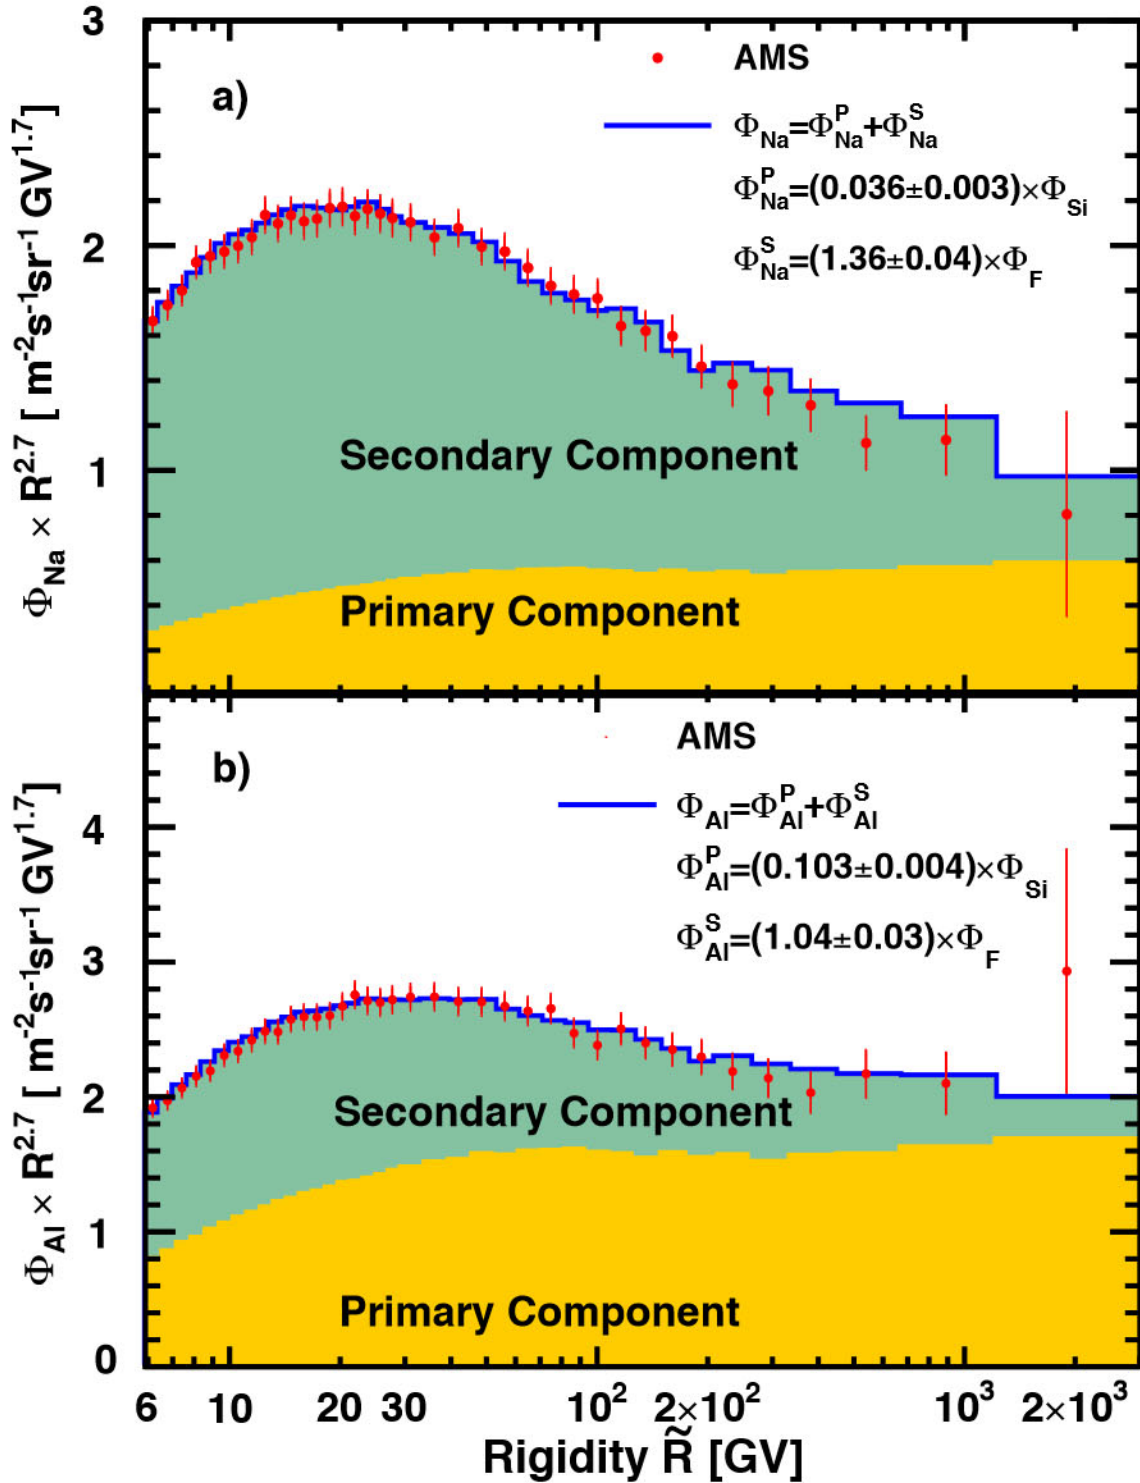 3
2
1
Φ_Na × R^2.7 [ m^-2s^-1sr^-1 GV^1.7 ]
a)
AMS
Φ_Na=Φ^P_Na+Φ^S_Na
Φ^P_Na=(0.036±0.003)×Φ_Si
Φ^S_Na=(1.36±0.04)×Φ_F
Secondary Component
Primary Component
4
3
2
1
0
Φ_Al × R^2.7 [ m^-2s^-1sr^-1 GV^1.7 ]
b)
AMS
Φ_Al=Φ^P_Al+Φ^S_Al
Φ^P_Al=(0.103±0.004)×Φ_Si
Φ^S_Al=(1.04±0.03)×Φ_F
Secondary Component
Primary Component
6 10 20 30 10^2 2×10^2 10^3 2×10^3
Rigidity R̃ [GV]